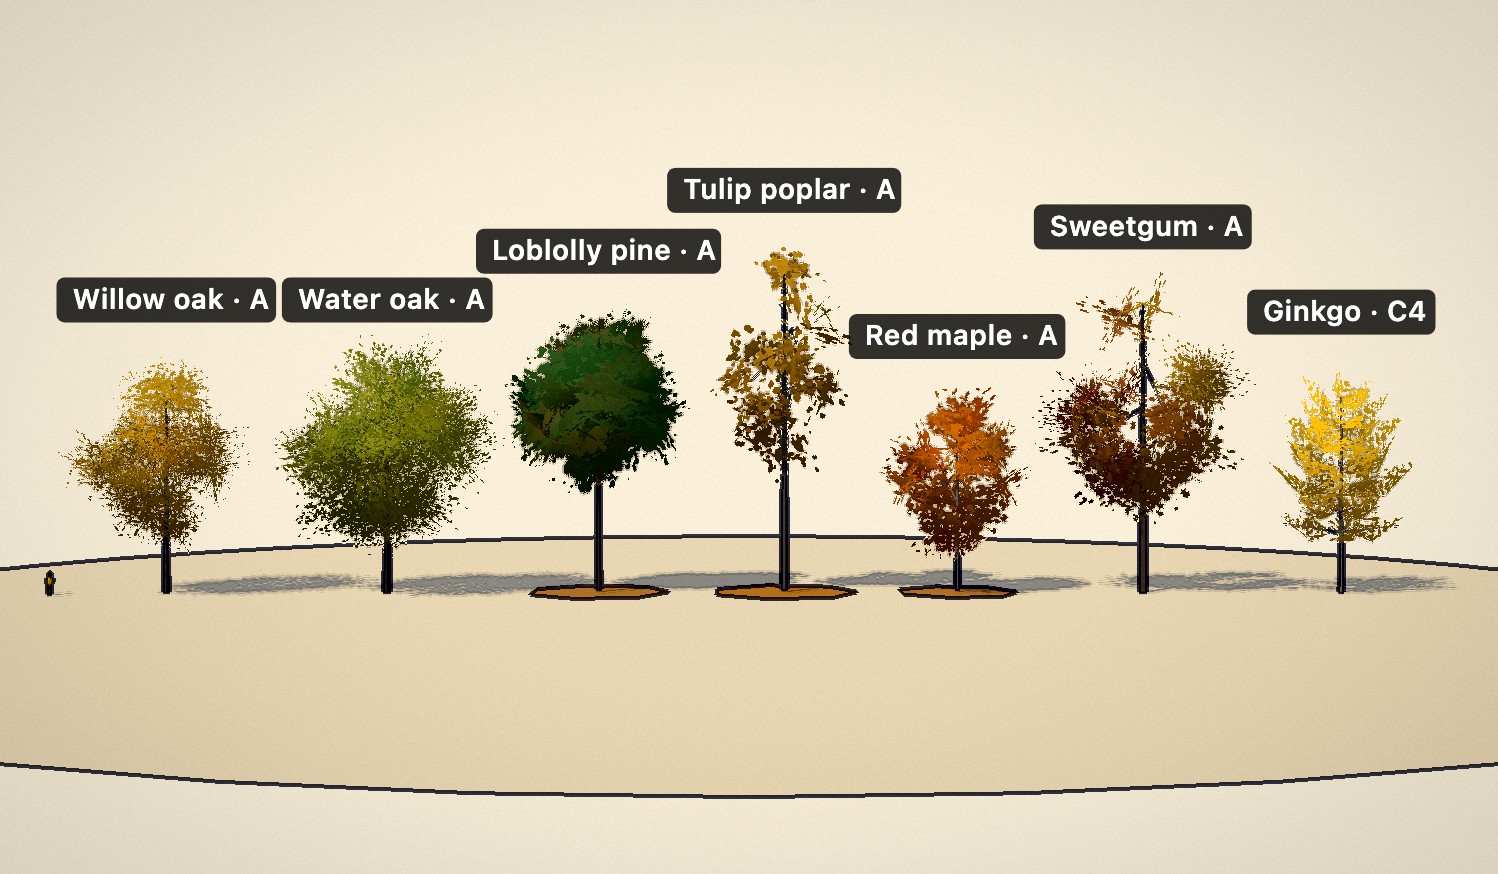 Willow oak · A
Water oak · A
Loblolly pine · A
Tulip poplar · A
Red maple · A
Sweetgum · A
Ginkgo · C4